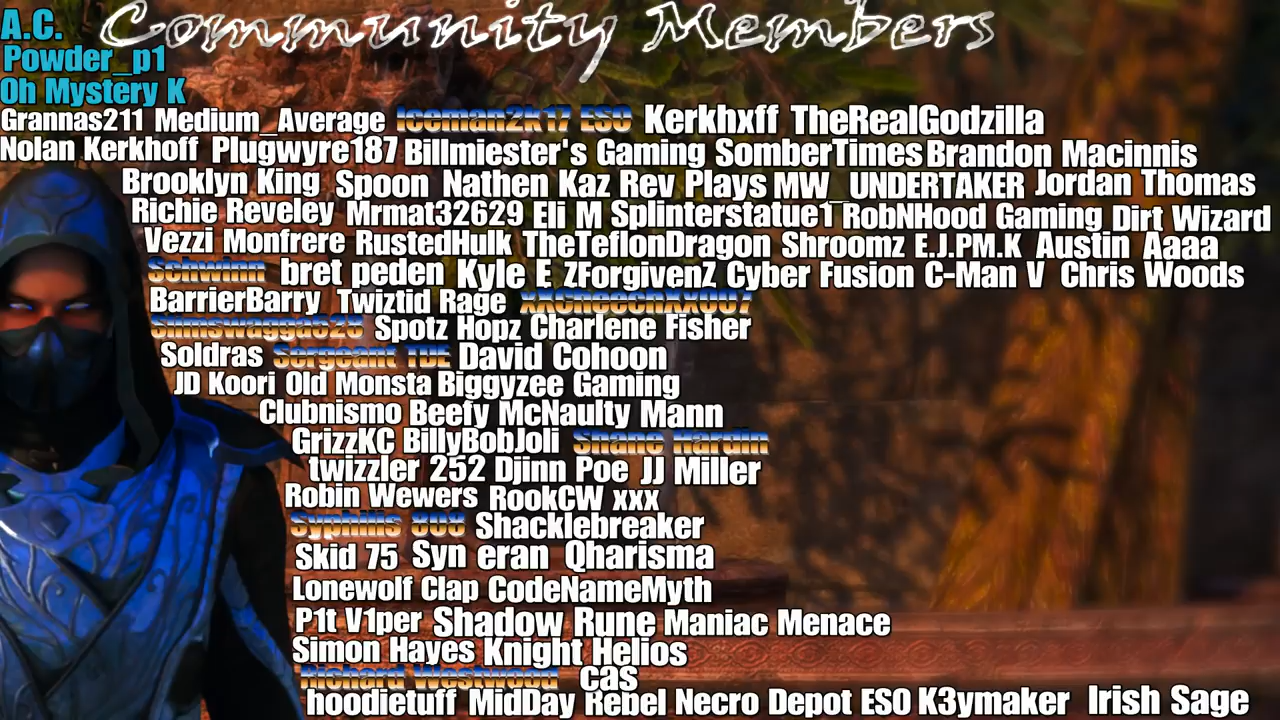 Community Members
A.C.
Powder_p1
Oh Mystery K
Grannas211 Medium_Average Iceman2k17 ESO Kerkhxff TheRealGodzilla
Nolan Kerkhoff Plugwyre187 Billmiester's Gaming SomberTimes Brandon Macinnis
Brooklyn King Spoon Nathen Kaz Rev Plays MW_UNDERTAKER Jordan Thomas
Richie Reveley Mrmat32629 Eli M Splinterstatue1 RobNHood Gaming Dirt Wizard
Vezzi Monfrere RustedHulk TheTeflonDragon Shroomz E.J.P.M.K Austin Aaaa
Schwinn bret peden Kyle E ZForgivenZ Cyber Fusion C-Man V Chris Woods
BarrierBarry Twiztid Rage xXCheechXx007
Snmswagga528 Spotz Hopz Charlene Fisher
Soldras Sergeant TDE David Cohoon
JD Koori Old Monsta Biggyzee Gaming
Clubnismo Beefy McNaulty Mann
GrizzKC BillyBobJoli Shane Hardin
twizzler 252 Djinn Poe JJ Miller
Robin Wewers RookCW xxx
Syphilis 808 Shacklebreaker
Skid 75 Syn eran Qharisma
Lonewolf Clap CodeNameMyth
P1t V1per Shadow Rune Maniac Menace
Simon Hayes Knight Helios
Richard Westwood cas
hoodietuff MidDay Rebel Necro Depot ESO K3ymaker Irish Sage